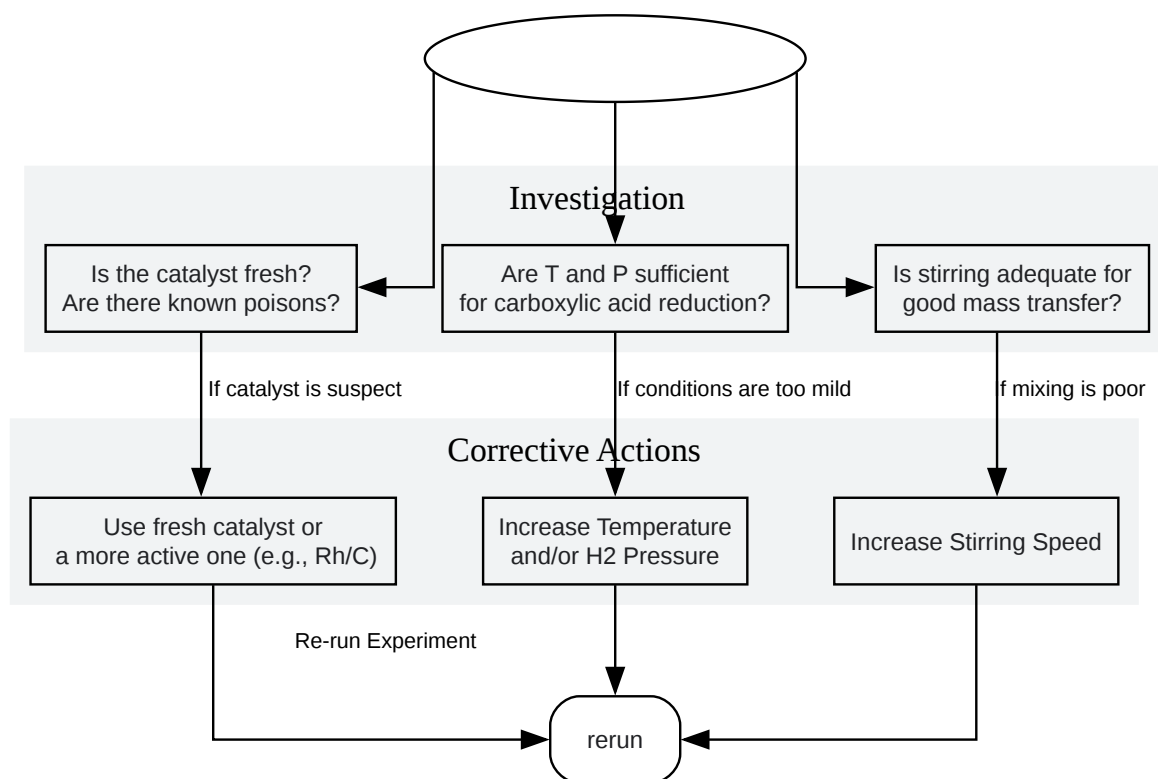 Investigation
Is the catalyst fresh?
Are there known poisons?
Are T and P sufficient
for carboxylic acid reduction?
Is stirring adequate for
good mass transfer?
If catalyst is suspect
If conditions are too mild
If mixing is poor
Corrective Actions
Use fresh catalyst or
a more active one (e.g., Rh/C)
Increase Temperature
and/or H2 Pressure
Increase Stirring Speed
Re-run Experiment
rerun